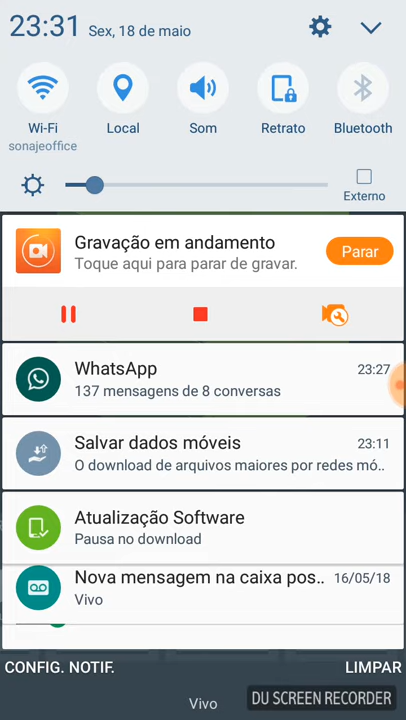 23:31 Sex, 18 de maio
Wi-Fi
sonajeoffice
Local
Som
Retrato
Bluetooth
Externo
Gravação em andamento
Toque aqui para parar de gravar.
Parar
WhatsApp 23:27
137 mensagens de 8 conversas
Salvar dados móveis 23:11
O download de arquivos maiores por redes mó..
Atualização Software
Pausa no download
Nova mensagem na caixa pos.. 16/05/18
Vivo
CONFIG. NOTIF. LIMPAR
Vivo
DU SCREEN RECORDER